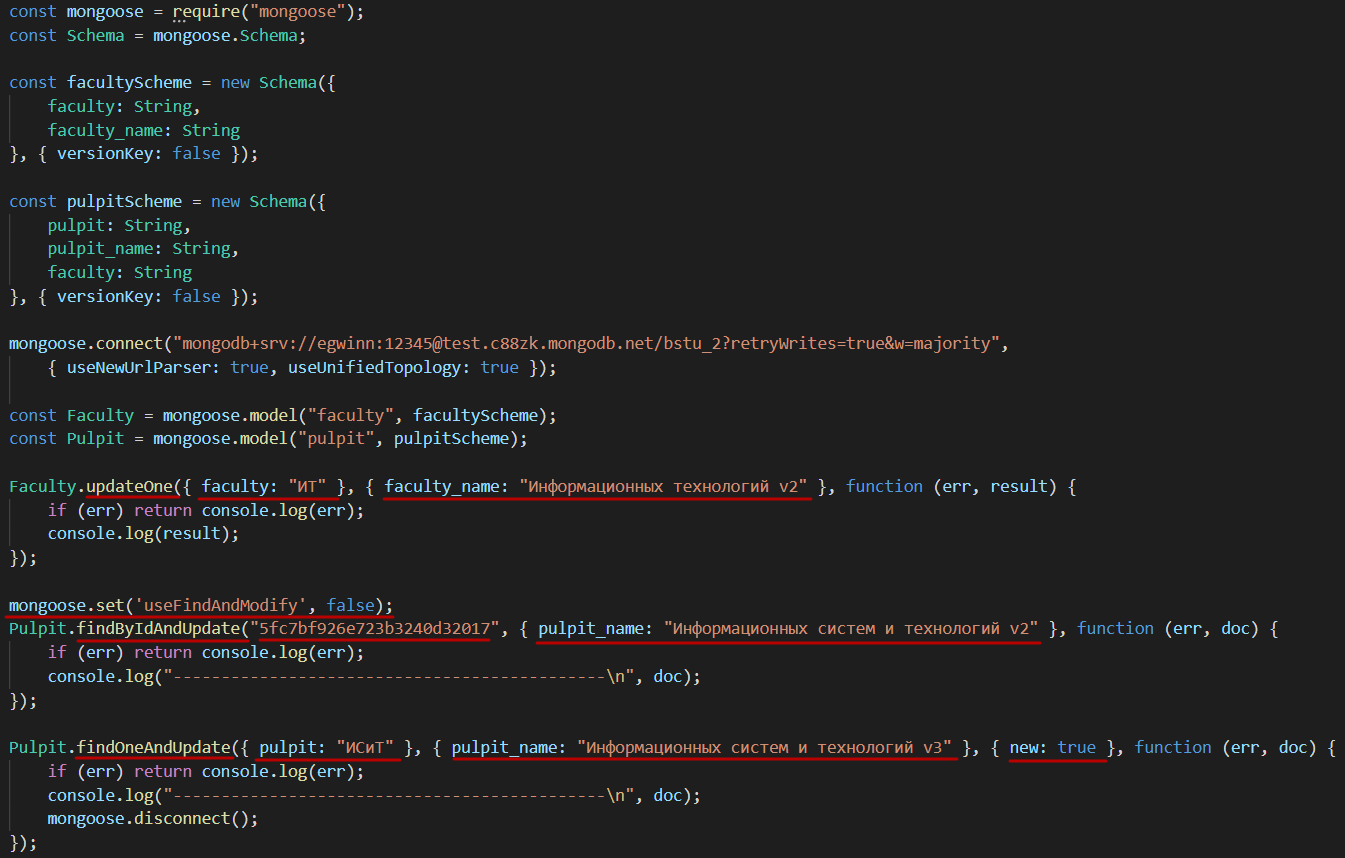 const mongoose = require("mongoose");
const Schema = mongoose.Schema;
const facultyScheme = new Schema({
faculty: String,
faculty_name: String
}, { versionKey: false });
const pulpitScheme = new Schema({
pulpit: String,
pulpit_name: String,
faculty: String
}, { versionKey: false });
mongoose.connect("mongodb+srv://egwinn:12345@test.c88zk.mongodb.net/bstu_2?retryWrites=true&w=majority",
{ useNewUrlParser: true, useUnifiedTopology: true });
const Faculty = mongoose.model("faculty", facultyScheme);
const Pulpit = mongoose.model("pulpit", pulpitScheme);
Faculty.updateOne({ faculty: "ИТ" }, { faculty_name: "Информационных технологий v2" }, function (err, result) {
if (err) return console.log(err);
console.log(result);
});
mongoose.set('useFindAndModify', false);
Pulpit.findByIdAndUpdate("5fc7bf926e723b3240d32017", { pulpit_name: "Информационных систем и технологий v2" }, function (err, doc) {
if (err) return console.log(err);
console.log("---------------------------------------------\n", doc);
});
Pulpit.findOneAndUpdate({ pulpit: "ИСиТ" }, { pulpit_name: "Информационных систем и технологий v3" }, { new: true }, function (err, doc) {
if (err) return console.log(err);
console.log("---------------------------------------------\n", doc);
mongoose.disconnect();
});